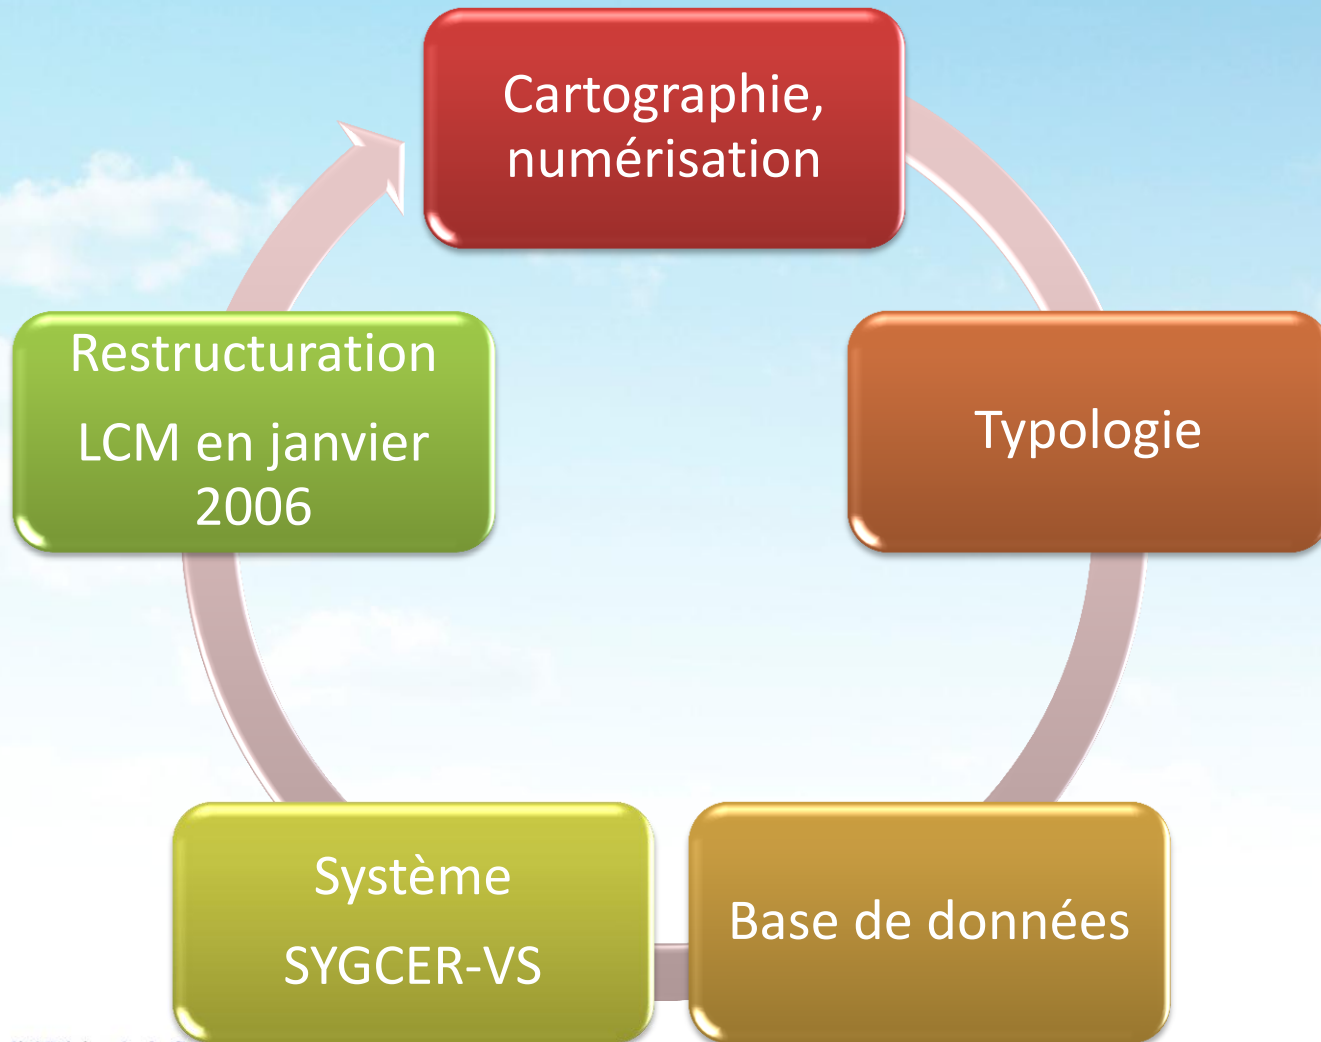 Cartographie,
numérisation
Typologie
Base de données
Système
SYGCER-VS
Restructuration
LCM en janvier
2006